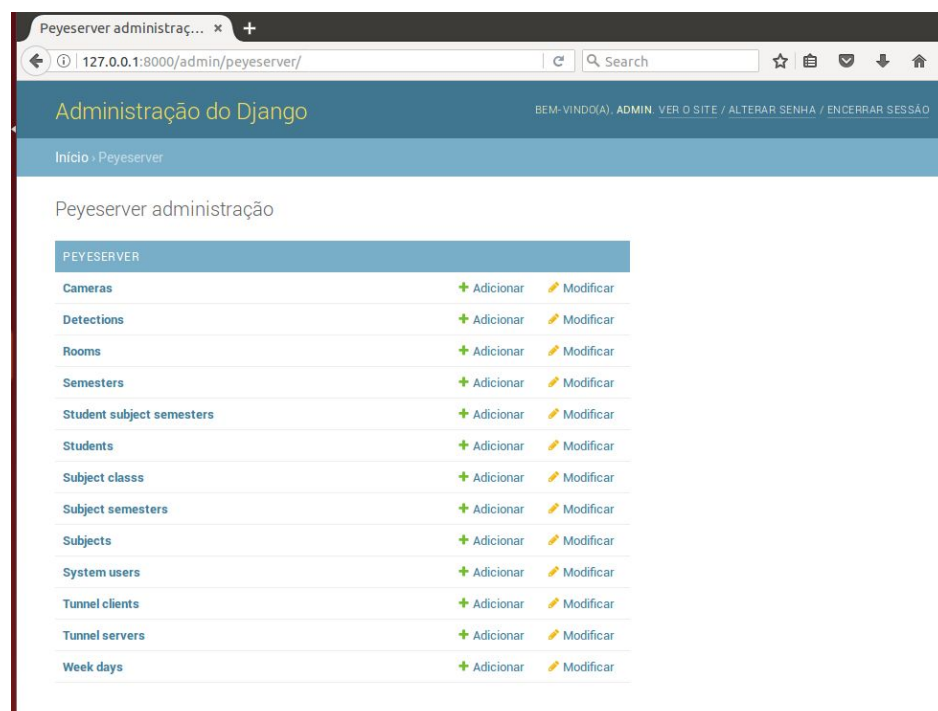 Peyeserver administraç... × +
127.0.0.1:8000/admin/peyeserver/
Search
Administração do Django
BEM-VINDO(A), ADMIN. VER O SITE / ALTERAR SENHA / ENCERRAR SESSÃO
Início › Peyeserver
Peyeserver administração
PEYESERVER
Cameras + Adicionar Modificar
Detections + Adicionar Modificar
Rooms + Adicionar Modificar
Semesters + Adicionar Modificar
Student subject semesters + Adicionar Modificar
Students + Adicionar Modificar
Subject classs + Adicionar Modificar
Subject semesters + Adicionar Modificar
Subjects + Adicionar Modificar
System users + Adicionar Modificar
Tunnel clients + Adicionar Modificar
Tunnel servers + Adicionar Modificar
Week days + Adicionar Modificar